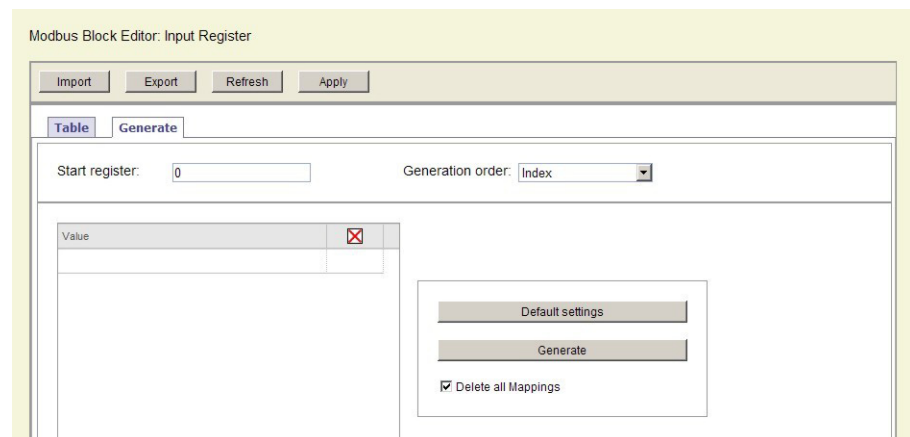 Modbus Block Editor: Input Register
Import Export Refresh Apply
Table Generate
Start register: 0 Generation order: Index
Value
Default settings
Generate
Delete all Mappings